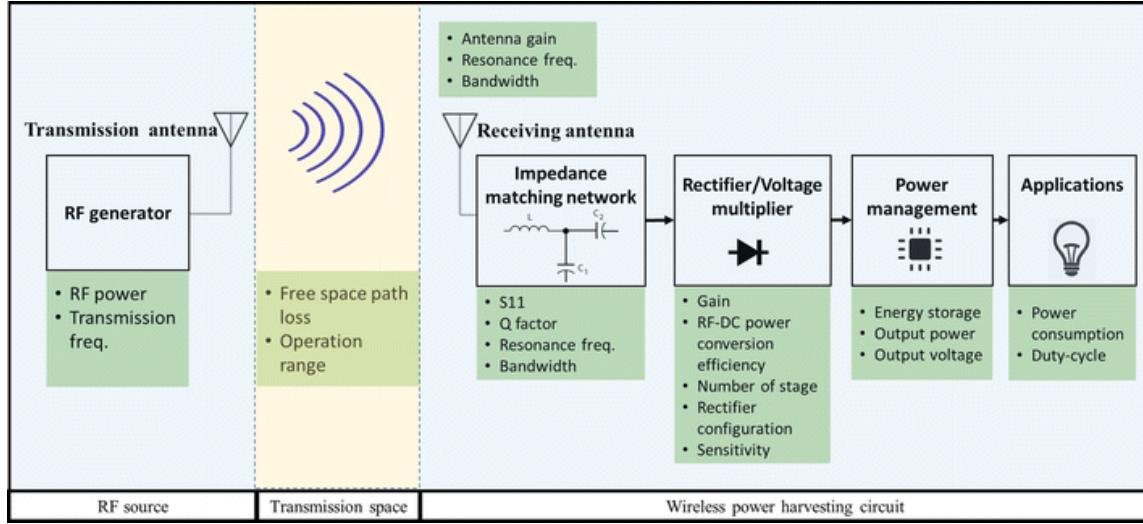 • Antenna gain
• Resonance freq.
• Bandwidth
Transmission antenna
Receiving antenna
RF generator
• RF power
• Transmission
freq.
• Free space path
loss
• Operation
range
Impedance
matching network
L
C2
C1
• S11
• Q factor
• Resonance freq.
• Bandwidth
Rectifier/Voltage
multiplier
• Gain
• RF-DC power
conversion
efficiency
• Number of stage
• Rectifier
configuration
• Sensitivity
Power
management
• Energy storage
• Output power
• Output voltage
Applications
• Power
consumption
• Duty-cycle
RF source
Transmission space
Wireless power harvesting circuit